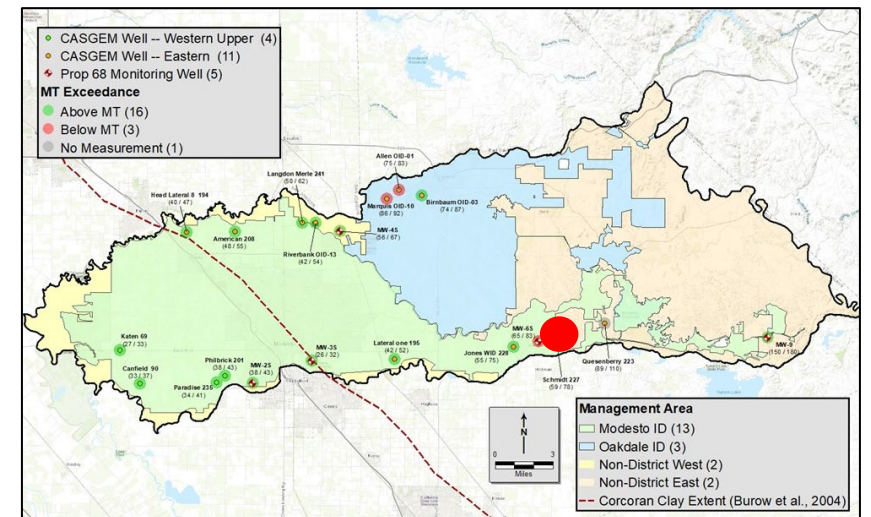 CASGEM Well -- Western Upper (4)
CASGEM Well -- Eastern (11)
Prop 68 Monitoring Well (5)
MT Exceedance
Above MT (16)
Below MT (3)
No Measurement (1)
Allen OID-01
(75 / 83)
Langdon Merle 241
(50 / 62)
Head Lateral 8 194
(40 / 47)
Marquis OID-10
(86 / 92)
Birnbaum OID-03
(74 / 87)
American 208
(48 / 55)
Riverbank OID-13
(42 / 54)
MW-4S
(56 / 67)
MW-6S
(65 / 83)
Katen 69
(27 / 33)
MW-3S
(26 / 32)
Lateral one 195
(42 / 52)
Jones WID 228
(55 / 75)
MW-9
(150 / 180)
Quesenberry 223
(89 / 110)
Canfield 90
(33 / 37)
Philbrick 201
(38 / 43)
MW-2S
(38 / 43)
Paradise 235
(34 / 41)
Schmidt 227
(59 / 78)
N
0 3
Miles
Management Area
Modesto ID (13)
Oakdale ID (3)
Non-District West (2)
Non-District East (2)
Corcoran Clay Extent (Burow et al., 2004)